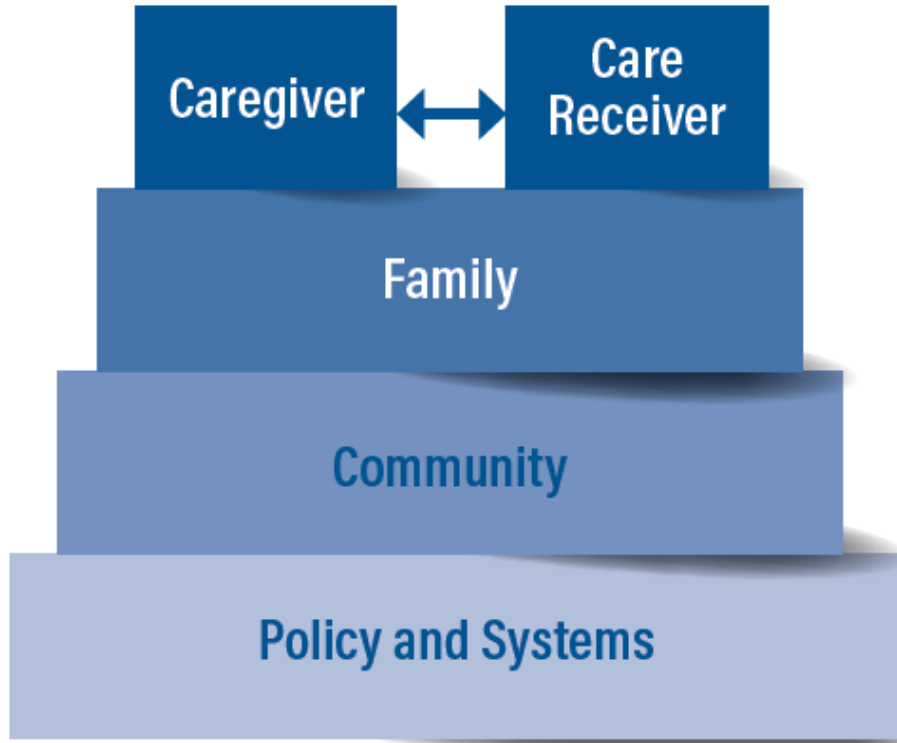 Caregiver
Care
Receiver
Family
Community
Policy and Systems